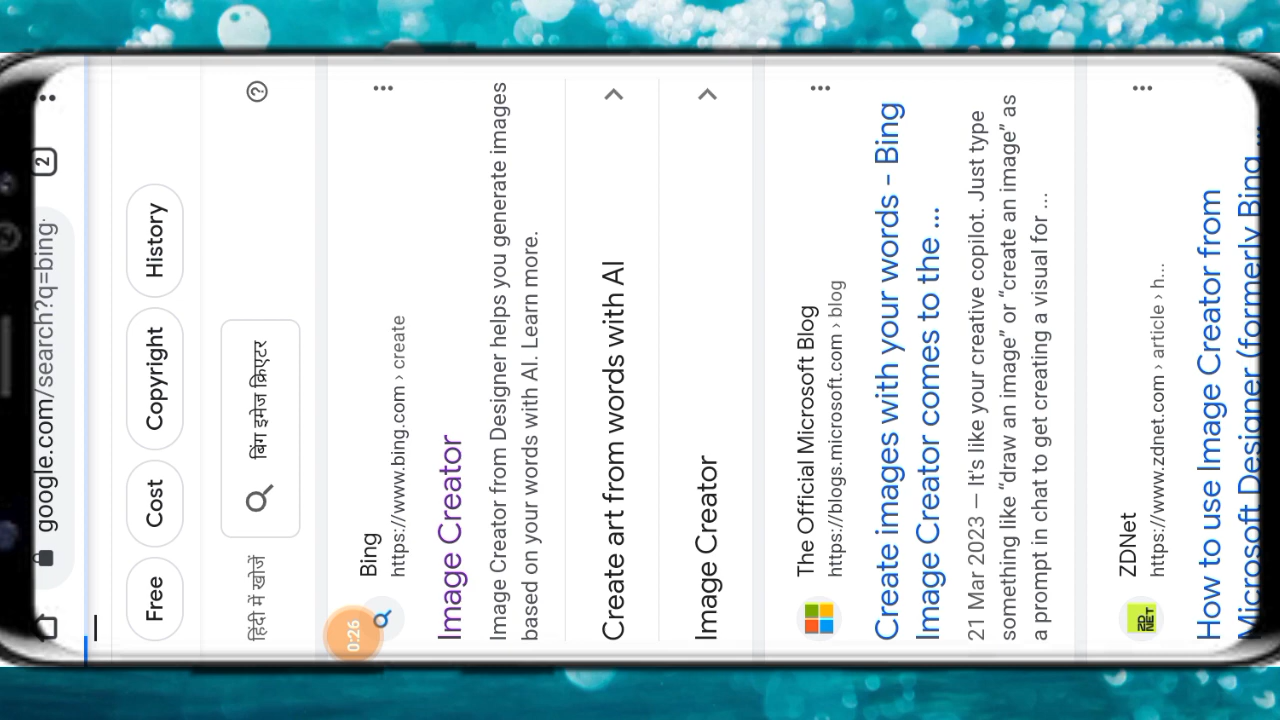 google.com/search?q=bing
2
Free
Cost
Copyright
History
हिंदी में खोजें
बिंग इमेज क्रिएटर
Bing
https://www.bing.com › create
Image Creator
Image Creator from Designer helps you generate images
based on your words with AI. Learn more.
Create art from words with AI
Image Creator
The Official Microsoft Blog
https://blogs.microsoft.com › blog
Create images with your words – Bing
Image Creator comes to the ...
21 Mar 2023 — It's like your creative copilot. Just type
something like “draw an image” or “create an image” as
a prompt in chat to get creating a visual for ...
ZDNET
ZDNet
https://www.zdnet.com › article › h...
How to use Image Creator from
Microsoft Designer (formerly Bing ...
0:26